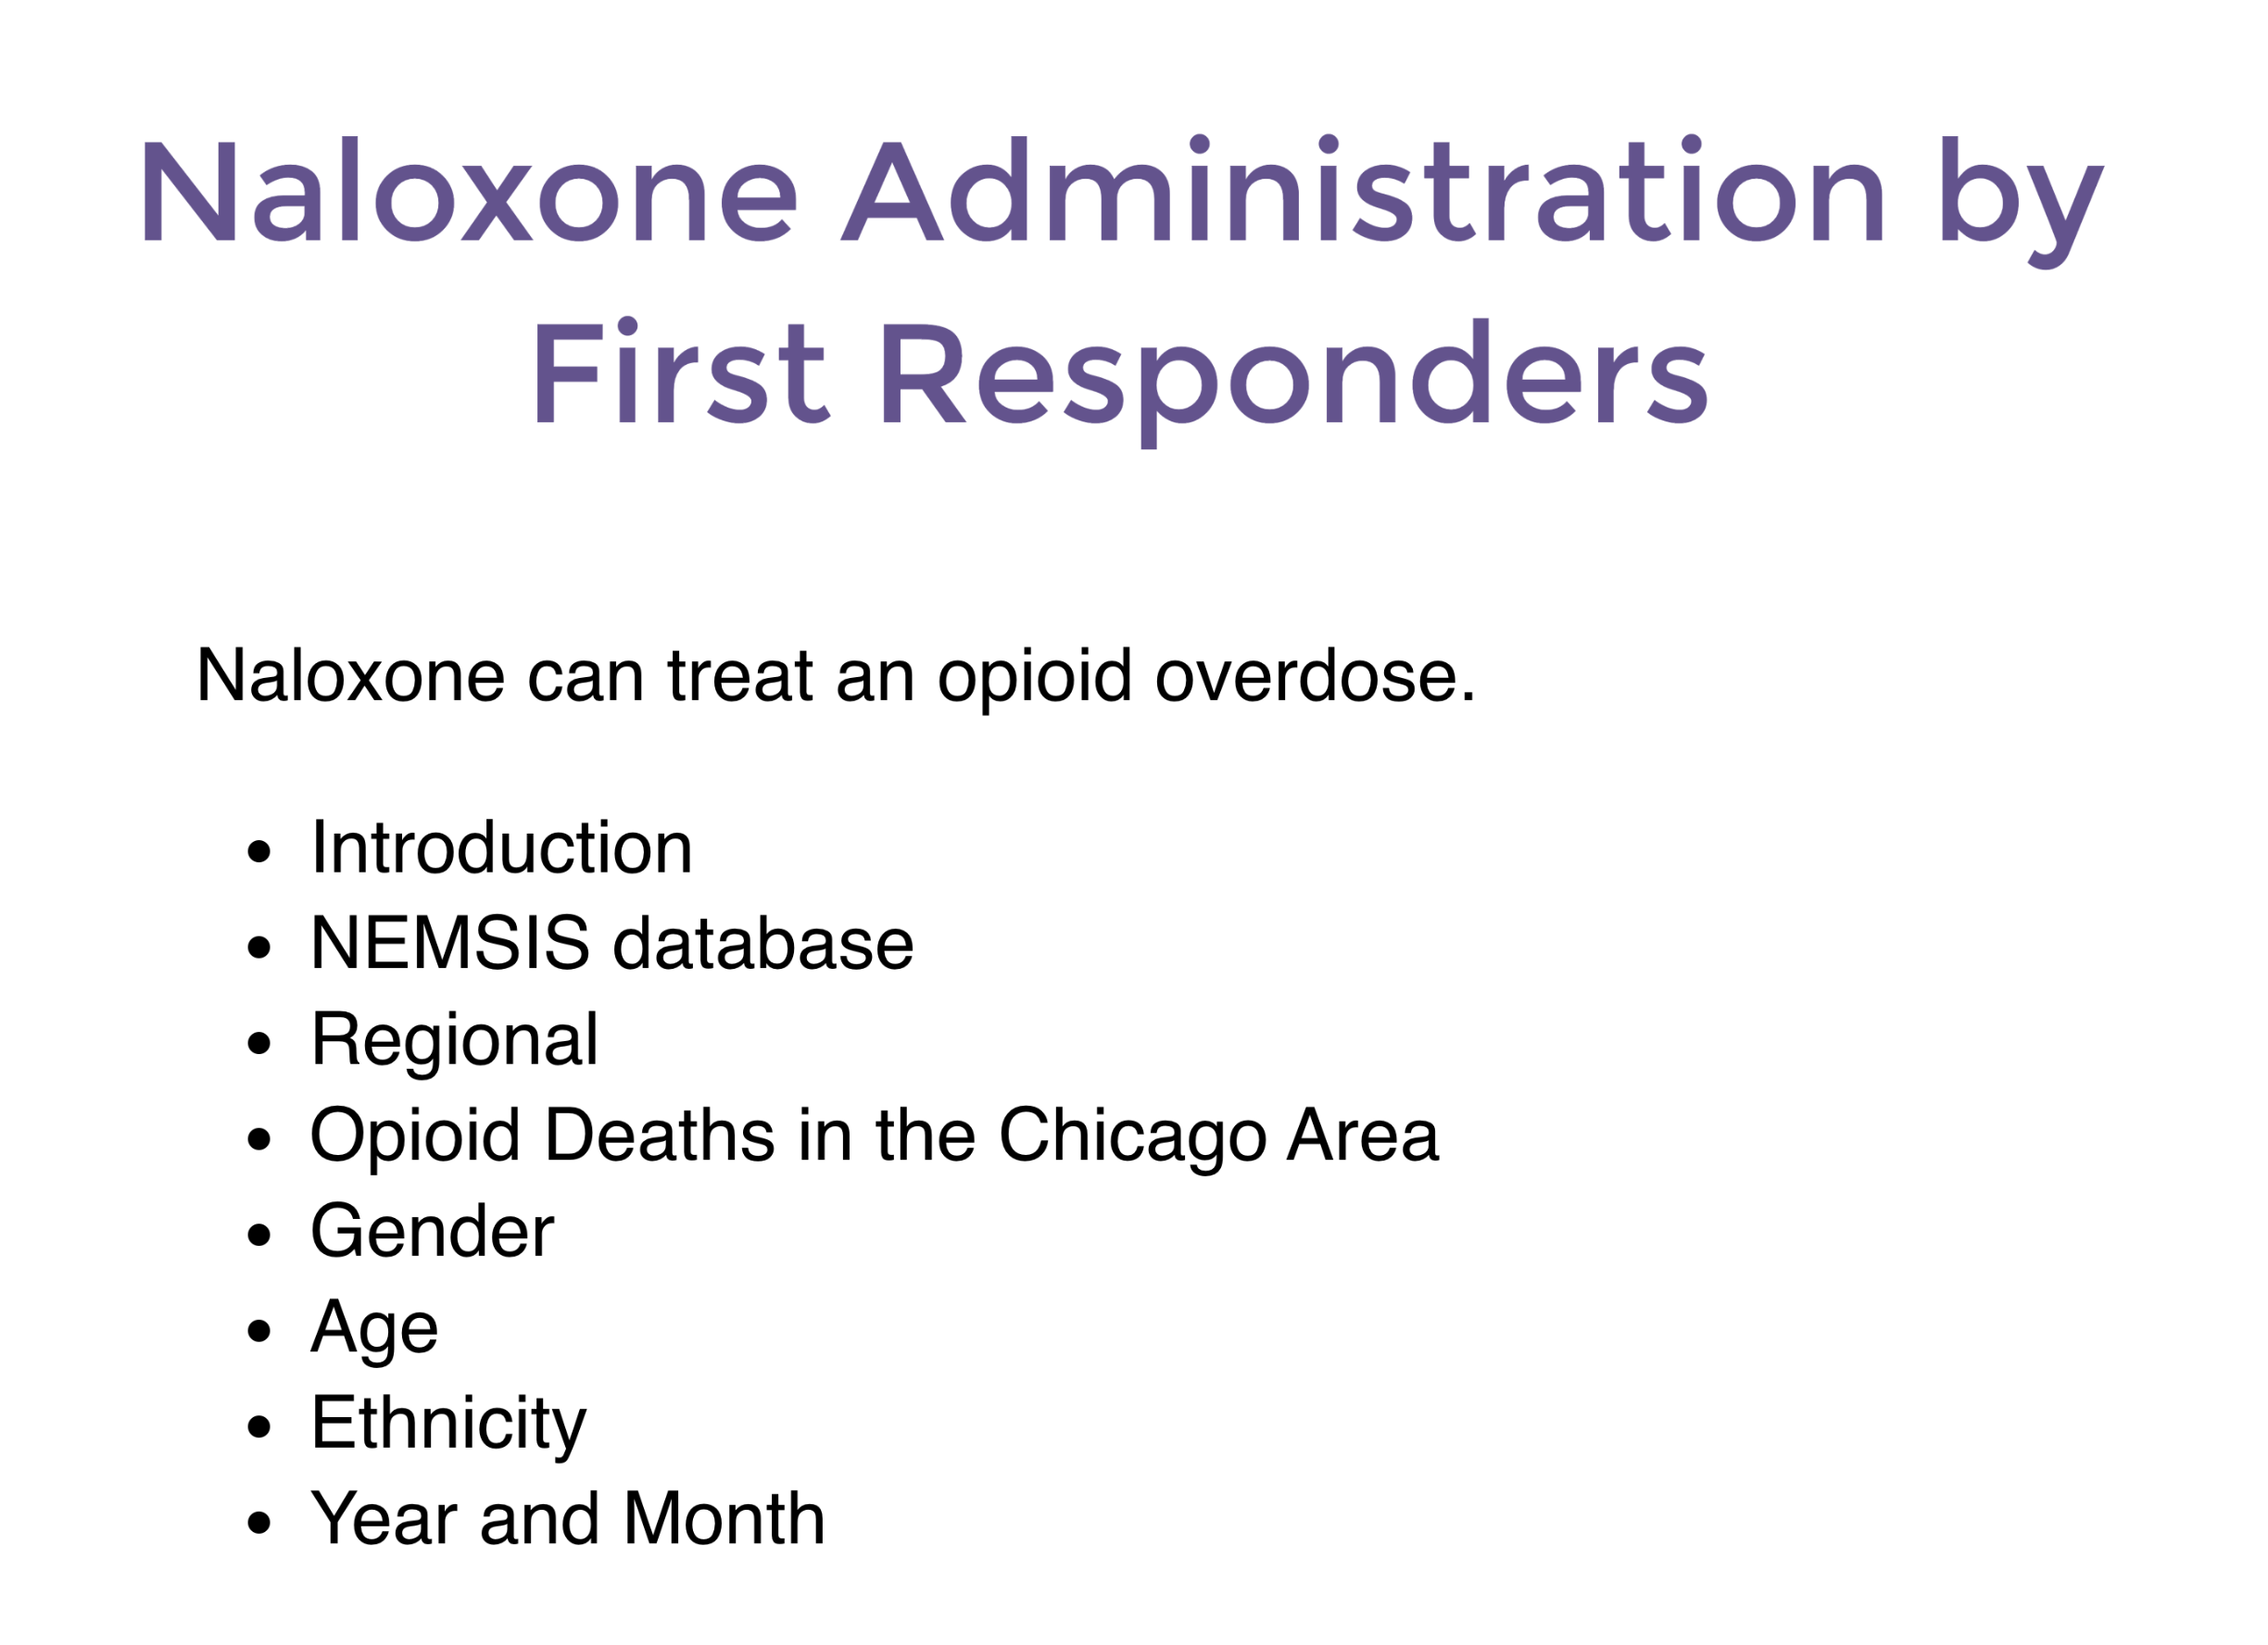 Naloxone Administration by
First Responders
Naloxone can treat an opioid overdose.
• Introduction
• NEMSIS database
• Regional
• Opioid Deaths in the Chicago Area
• Gender
• Age
• Ethnicity
• Year and Month